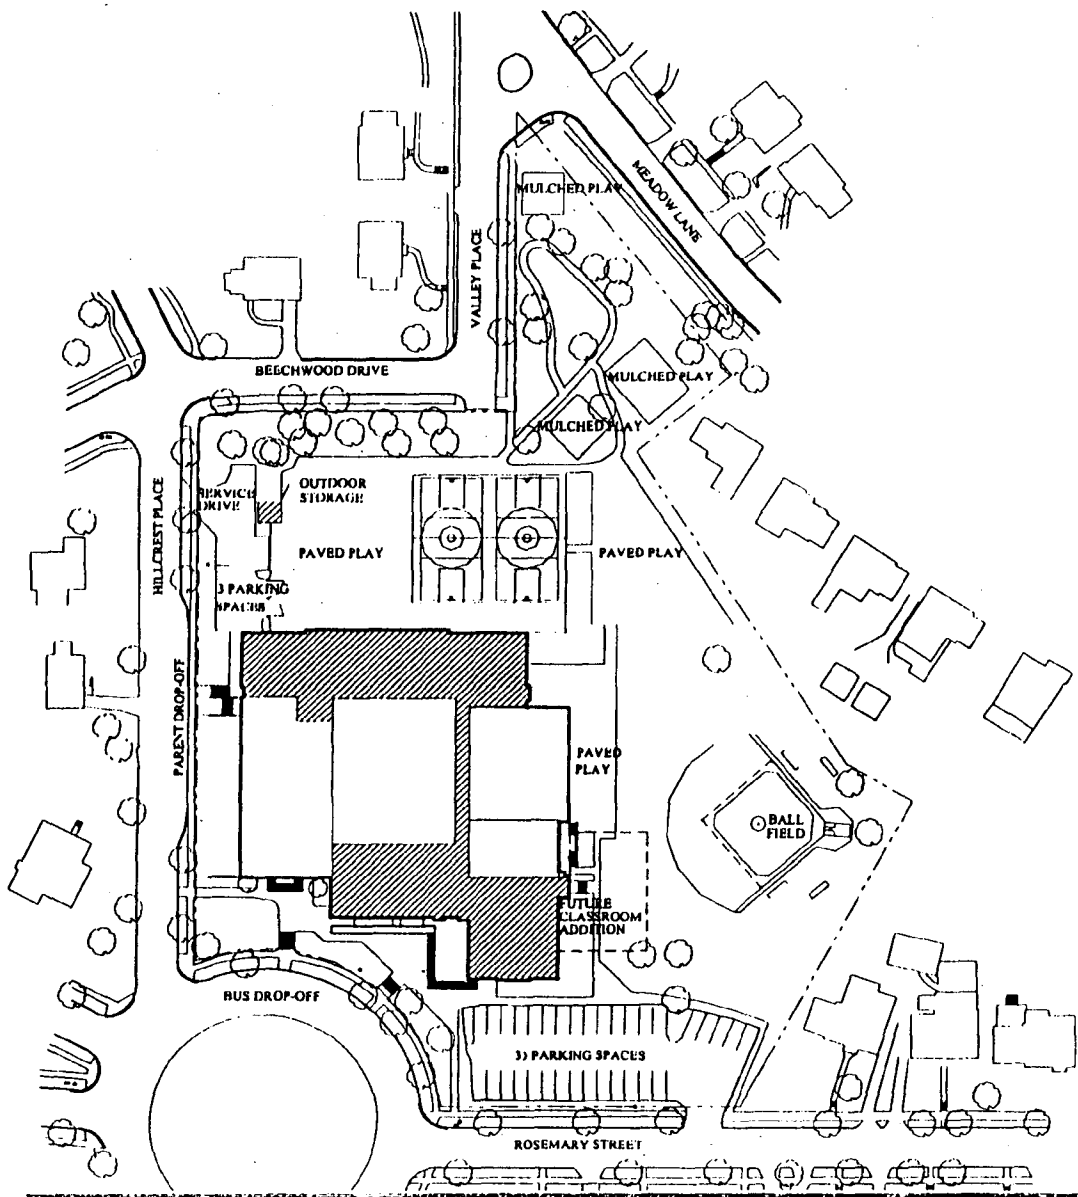 MULCHED PLAY
MEADOW LANE
VALLEY PLACE
BEECHWOOD DRIVE
MULCHED PLAY
MULCHED PLAY
SERVICE
DRIVE
OUTDOOR
STORAGE
HILLCREST PLACE
PAVED PLAY
PAVED PLAY
3 PARKING
SPACES
PARENT DROP-OFF
PAVED
PLAY
BALL
FIELD
FUTURE
CLASSROOM
ADDITION
BUS DROP-OFF
PARKING SPACES
ROSEMARY STREET